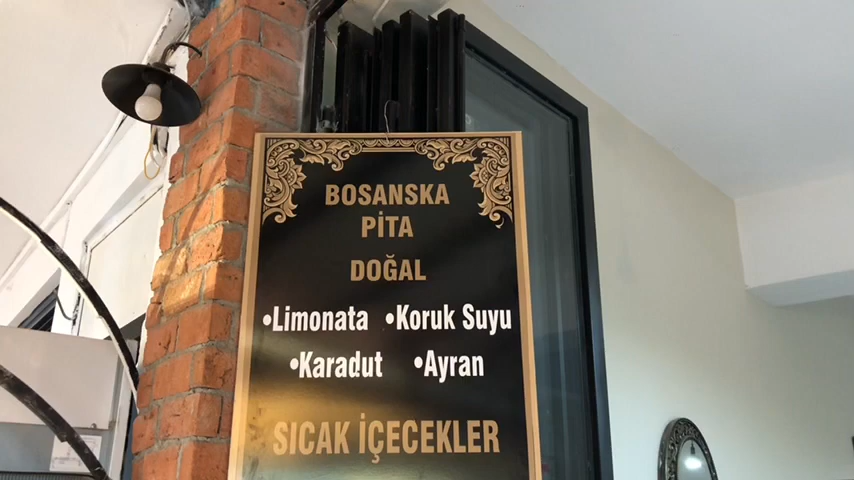 BOSANSKA
PİTA
DOĞAL
•Limonata •Koruk Suyu
•Karadut •Ayran
SICAK İÇECEKLER